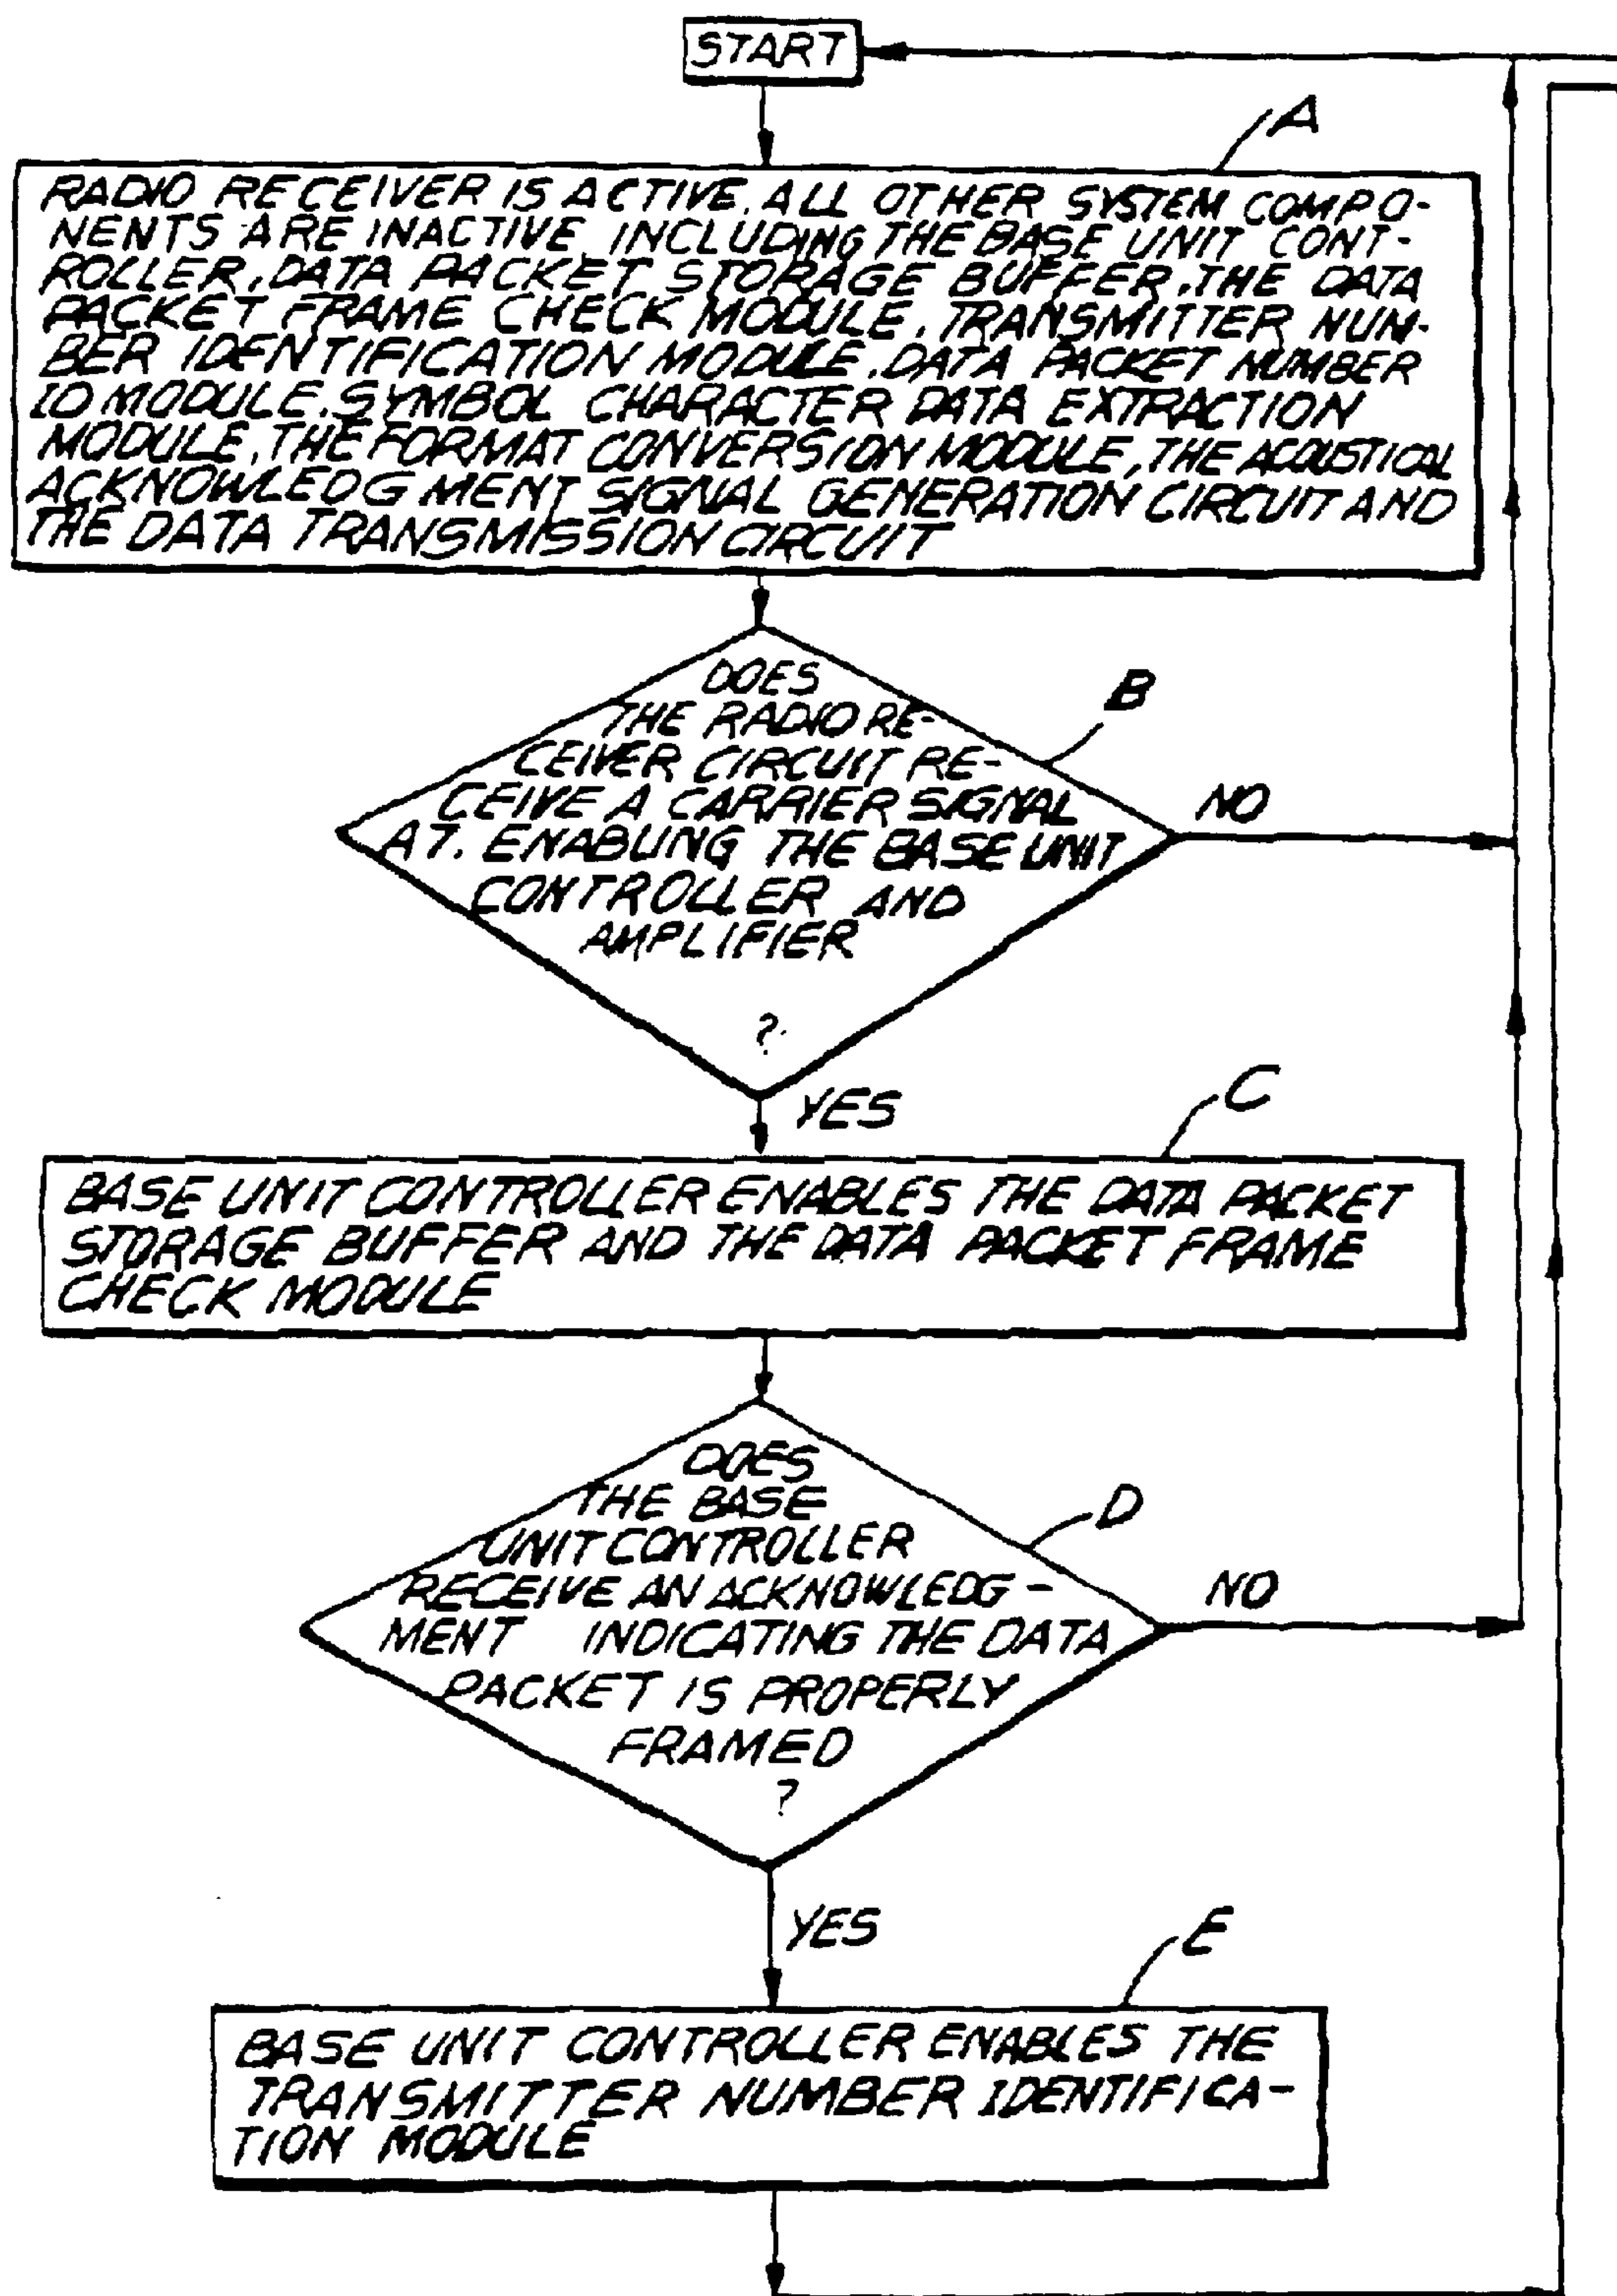 START
A
RADIO RECEIVER IS ACTIVE. ALL OTHER SYSTEM COMPO-
NENTS ARE INACTIVE, INCLUDING THE BASE UNIT CONT-
ROLLER, DATA PACKET STORAGE BUFFER, THE DATA
PACKET FRAME CHECK MODULE, TRANSMITTER NUM-
BER IDENTIFICATION MODULE, DATA PACKET NUMBER
ID MODULE, SYMBOL CHARACTER DATA EXTRACTION
MODULE, THE FORMAT CONVERSION MODULE, THE ACOUSTICAL
ACKNOWLEDGMENT SIGNAL GENERATION CIRCUIT AND
THE DATA TRANSMISSION CIRCUIT
B
DOES
THE RADIO RE-
CEIVER CIRCUIT RE-
CEIVE A CARRIER SIGNAL
AT. ENABLING THE BASE UNIT
CONTROLLER AND
AMPLIFIER
?
NO
YES
C
BASE UNIT CONTROLLER ENABLES THE DATA PACKET
STORAGE BUFFER AND THE DATA PACKET FRAME
CHECK MODULE
D
DOES
THE BASE
UNIT CONTROLLER
RECEIVE AN ACKNOWLEDG-
MENT INDICATING THE DATA
PACKET IS PROPERLY
FRAMED
?
NO
YES
E
BASE UNIT CONTROLLER ENABLES THE
TRANSMITTER NUMBER IDENTIFICA-
TION MODULE